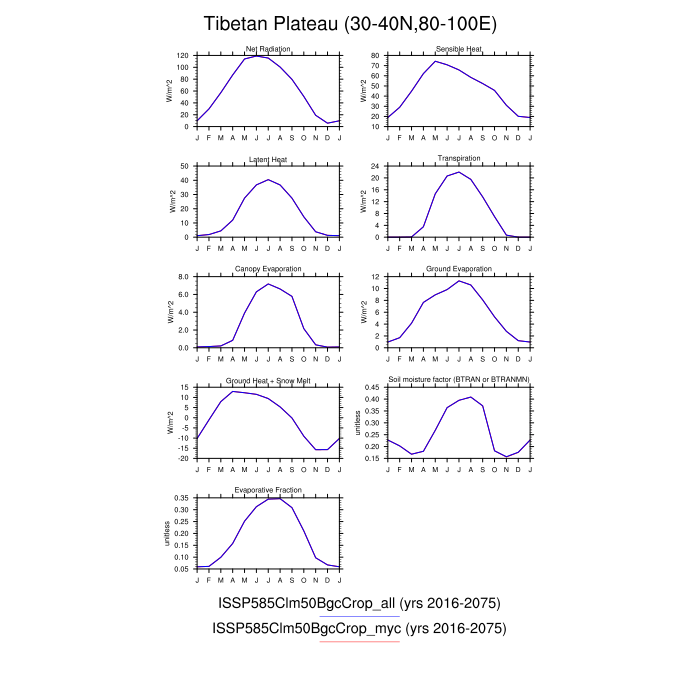 Tibetan Plateau (30-40N,80-100E)
Net Radiation
W/m^2
120
100
80
60
40
20
0
J F M A M J J A S O N D J
Sensible Heat
W/m^2
80
70
60
50
40
30
20
10
J F M A M J J A S O N D J
Latent Heat
W/m^2
50
40
30
20
10
0
J F M A M J J A S O N D J
Transpiration
W/m^2
24
20
16
12
8
4
0
J F M A M J J A S O N D J
Canopy Evaporation
W/m^2
8.0
6.0
4.0
2.0
0.0
J F M A M J J A S O N D J
Ground Evaporation
W/m^2
12
10
8
6
4
2
0
J F M A M J J A S O N D J
Ground Heat + Snow Melt
W/m^2
15
10
5
0
-5
-10
-15
-20
J F M A M J J A S O N D J
Soil moisture factor (BTRAN or BTRANMN)
unitless
0.45
0.40
0.35
0.30
0.25
0.20
0.15
J F M A M J J A S O N D J
Evaporative Fraction
unitless
0.35
0.30
0.25
0.20
0.15
0.10
0.05
J F M A M J J A S O N D J
ISSP585Clm50BgcCrop_all (yrs 2016-2075)
ISSP585Clm50BgcCrop_myc (yrs 2016-2075)